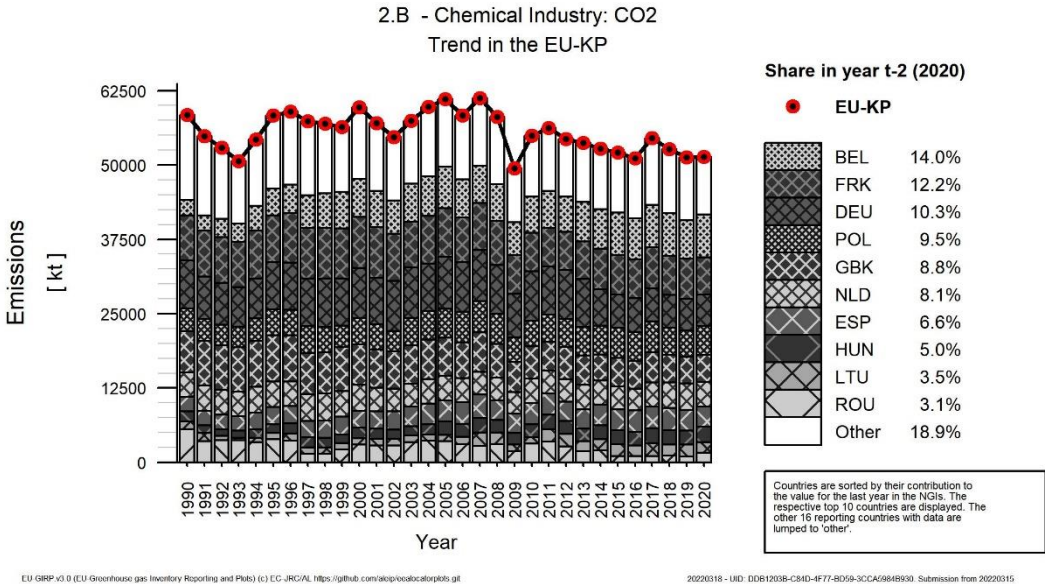 2.B - Chemical Industry: CO2
Trend in the EU-KP
Emissions
[ kt ]
62500
50000
37500
25000
12500
0
1990
1991
1992
1993
1994
1995
1996
1997
1998
1999
2000
2001
2002
2003
2004
2005
2006
2007
2008
2009
2010
2011
2012
2013
2014
2015
2016
2017
2018
2019
2020
Year
Share in year t-2 (2020)
EU-KP
BEL 14.0%
FRK 12.2%
DEU 10.3%
POL 9.5%
GBK 8.8%
NLD 8.1%
ESP 6.6%
HUN 5.0%
LTU 3.5%
ROU 3.1%
Other 18.9%
Countries are sorted by their contribution to
the value for the last year in the NGIs. The
respective top 10 countries are displayed. The
other 16 reporting countries with data are
lumped to 'other'.
EU-GIRP.v3.0 (EU-Greenhouse gas Inventory Reporting and Plots) (c) EC-JRC/AL https://github.com/aleip/eealocatorplots.git
20220318 - UID: DDB1203B-C84D-4F77-BD59-3CCA5984B930. Submission from 20220315